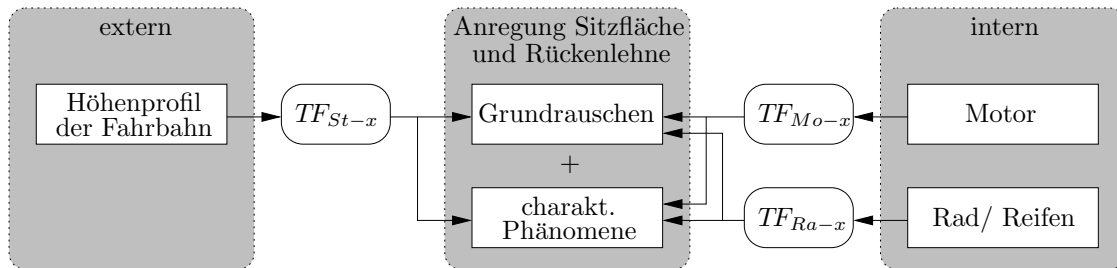 extern
Höhenprofil
der Fahrbahn
TF_{St-x}
Anregung Sitzfläche
und Rückenlehne
Grundrauschen
+
charakt.
Phänomene
intern
TF_{Mo-x}
Motor
TF_{Ra-x}
Rad/ Reifen